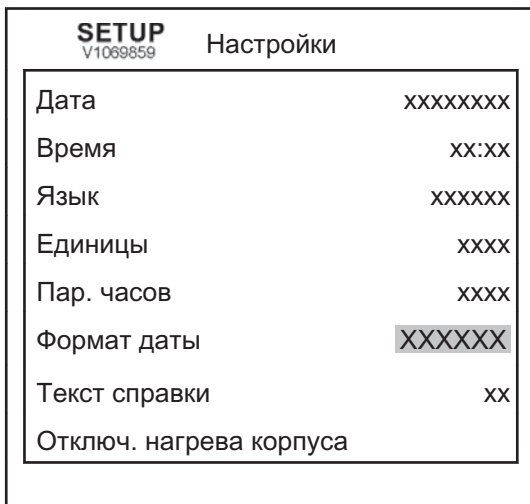 SETUP
V1069859
Настройки
Дата xxxxxxxx
Время xx:xx
Язык xxxxxx
Единицы xxxx
Пар. часов xxxx
Формат даты XXXXXX
Текст справки xx
Отключ. нагрева корпуса